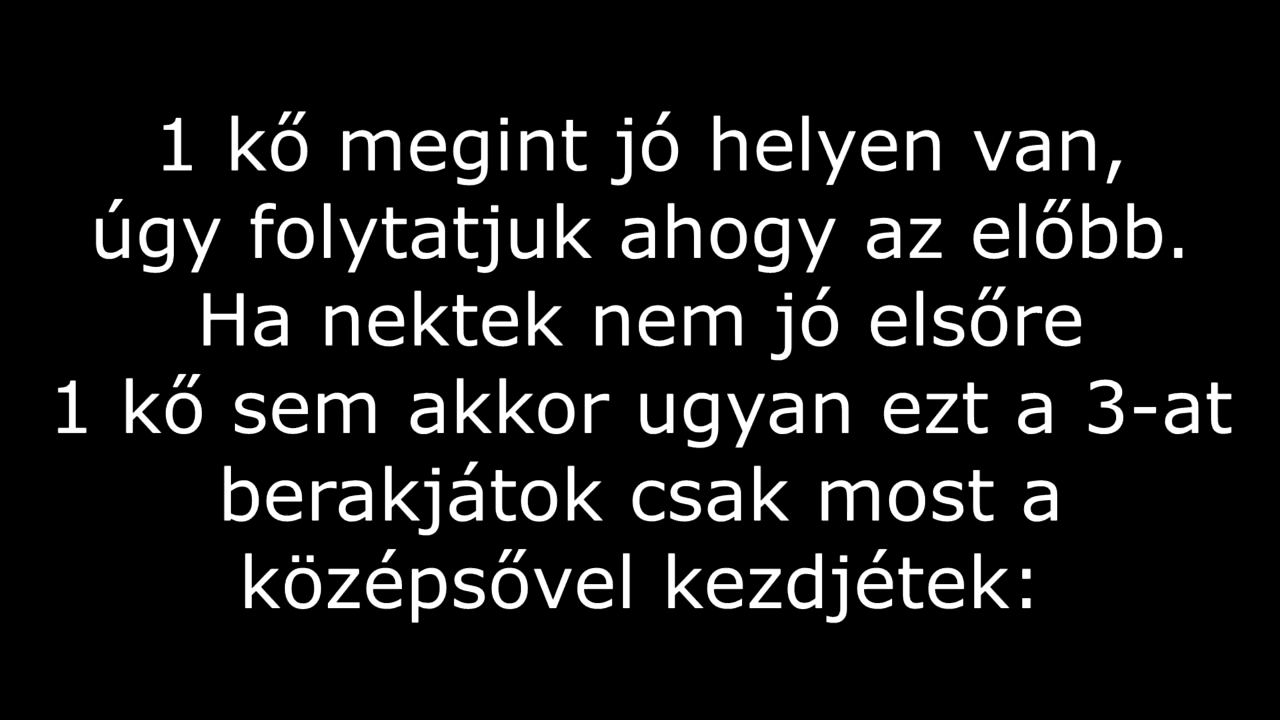 1 kő megint jó helyen van,
úgy folytatjuk ahogy az előbb.
Ha nektek nem jó elsőre
1 kő sem akkor ugyan ezt a 3-at
berakjátok csak most a
középsővel kezdjétek: